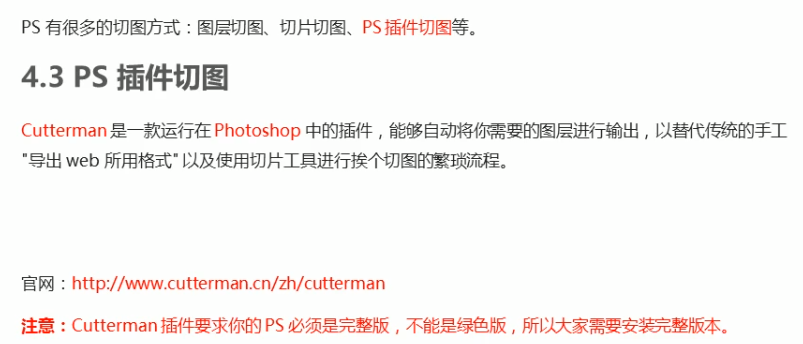 PS 有很多的切图方式：图层切图、切片切图、PS 插件切图等。
4.3 PS 插件切图
Cutterman 是一款运行在 Photoshop 中的插件，能够自动将你需要的图层进行输出，以替代传统的手工
"导出 web 所用格式" 以及使用切片工具进行挨个切图的繁琐流程。
官网：http://www.cutterman.cn/zh/cutterman
注意：Cutterman 插件要求你的 PS 必须是完整版，不能是绿色版，所以大家需要安装完整版本。